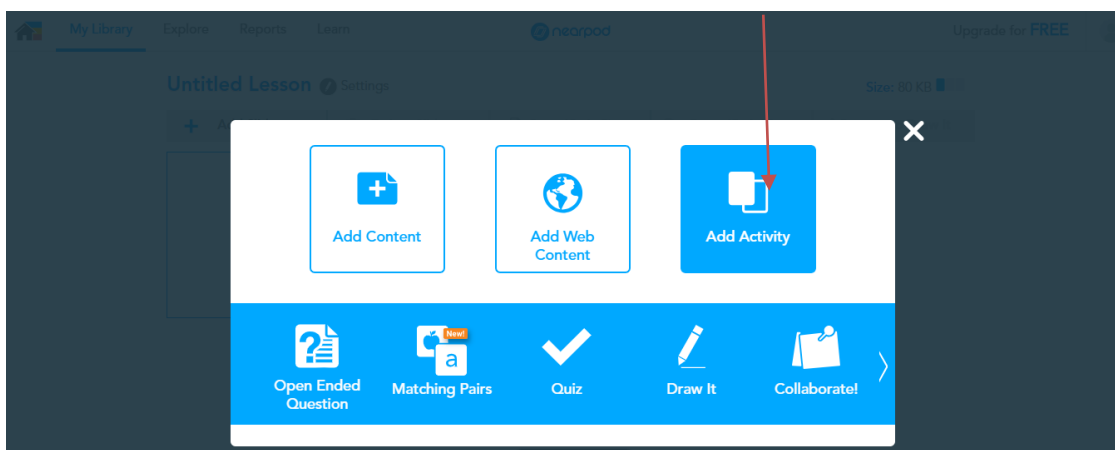 My Library Explore Reports Learn nearpod Upgrade for FREE
Untitled Lesson Settings Size: 80 KB
Add Content Add Web Content Add Activity
New!
a
Open Ended Question Matching Pairs Quiz Draw It Collaborate!